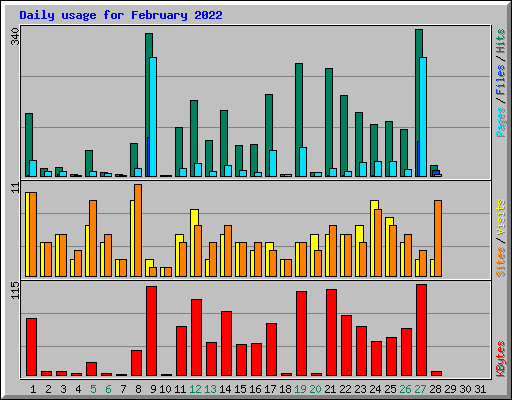 Daily usage for February 2022
340
Pages / Files / Hits
11
Sites / Visits
115
KBytes
1 2 3 4 5 6 7 8 9 10 11 12 13 14 15 16 17 18 19 20 21 22 23 24 25 26 27 28 29 30 31